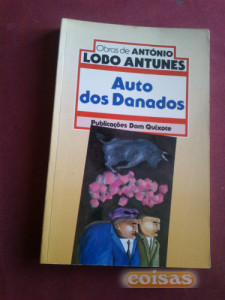 Obras de ANTÓNIO
LOBO ANTUNES
Auto
dos Danados
Publicações Dom Quixote
coisas